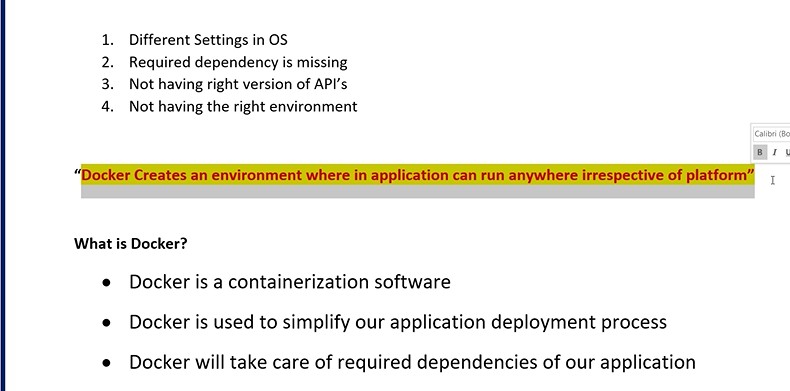 1. Different Settings in OS
2. Required dependency is missing
3. Not having right version of API's
4. Not having the right environment
Calibri (Bo
B I U
“Docker Creates an environment where in application can run anywhere irrespective of platform”
What is Docker?
• Docker is a containerization software
• Docker is used to simplify our application deployment process
• Docker will take care of required dependencies of our application